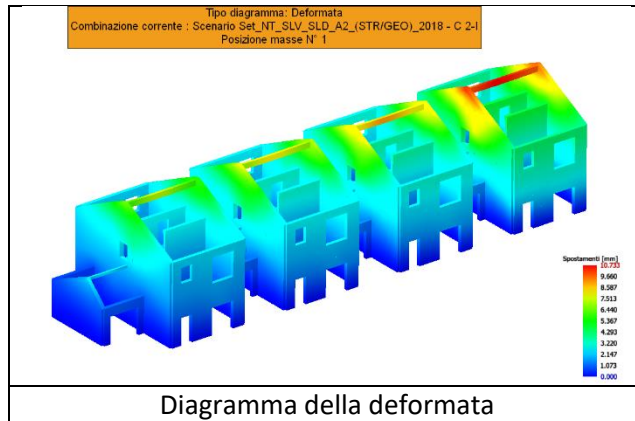 Tipo diagramma: Deformata
Combinazione corrente : Scenario Set_NT_SLV_SLD_A2_(STR/GEO)_2018 - C 2-I
Posizione masse N° 1
Spostamenti [mm]
10.733
9.660
8.587
7.513
6.440
5.367
4.293
3.220
2.147
1.073
0.000
Diagramma della deformata